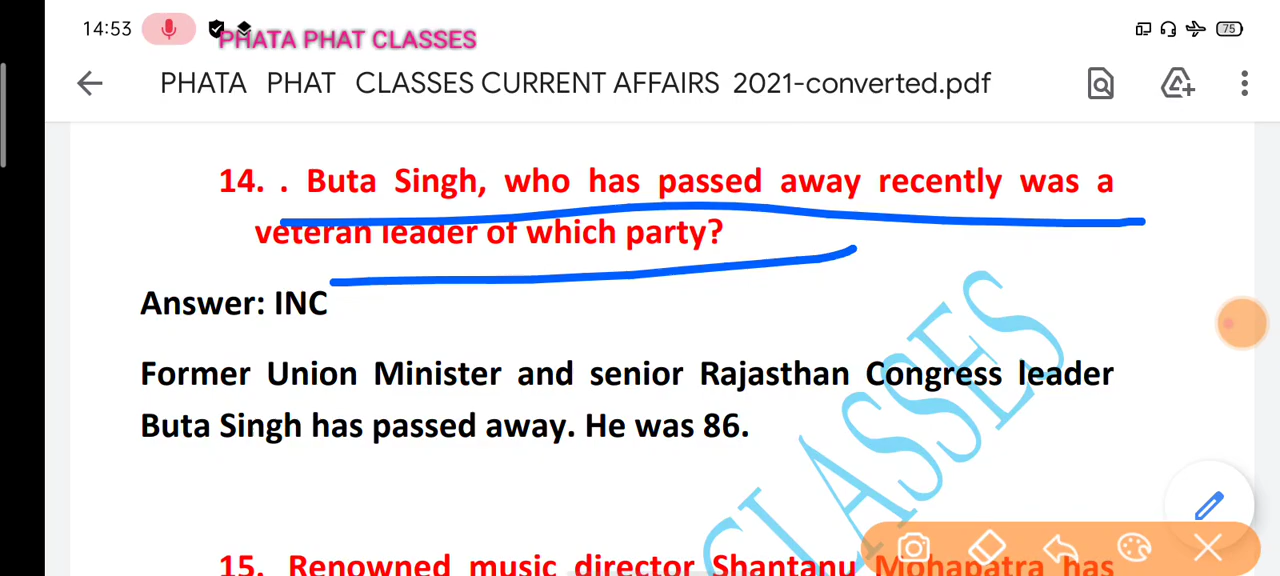 14:53
75
PHATA PHAT CLASSES
PHATA PHAT CLASSES CURRENT AFFAIRS 2021-converted.pdf
14. . Buta Singh, who has passed away recently was a
veteran leader of which party?
Answer: INC
Former Union Minister and senior Rajasthan Congress leader
Buta Singh has passed away. He was 86.
CLASSES
15. Renowned music director Shantanu Mohapatra has